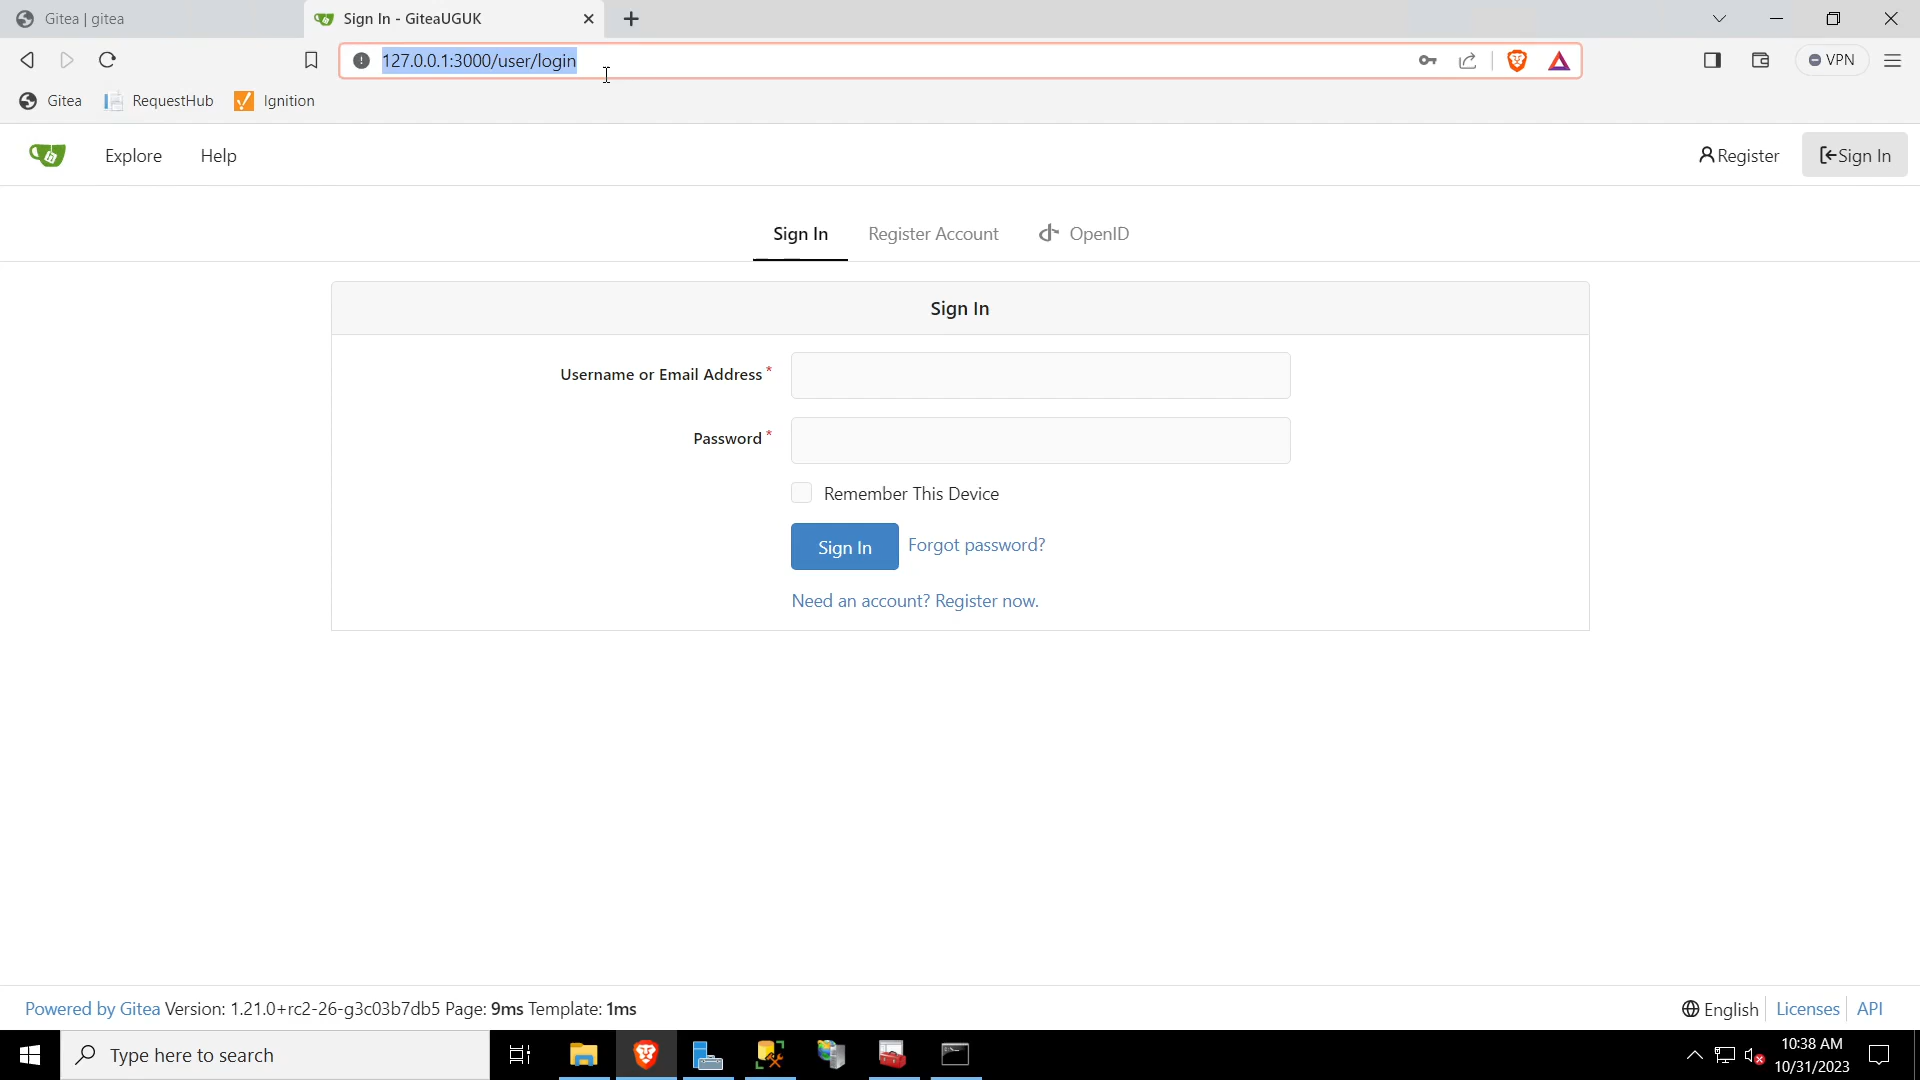 Gitea | gitea
Sign In - GiteaUGUK
127.0.0.1:3000/user/login
VPN
Gitea RequestHub Ignition
Explore Help Register Sign In
Sign In Register Account OpenID
Sign In
Username or Email Address *
Password *
Remember This Device
Sign In Forgot password?
Need an account? Register now.
Powered by Gitea Version: 1.21.0+rc2-26-g3c03b7db5 Page: 9ms Template: 1ms
English Licenses API
Type here to search
10:38 AM
10/31/2023